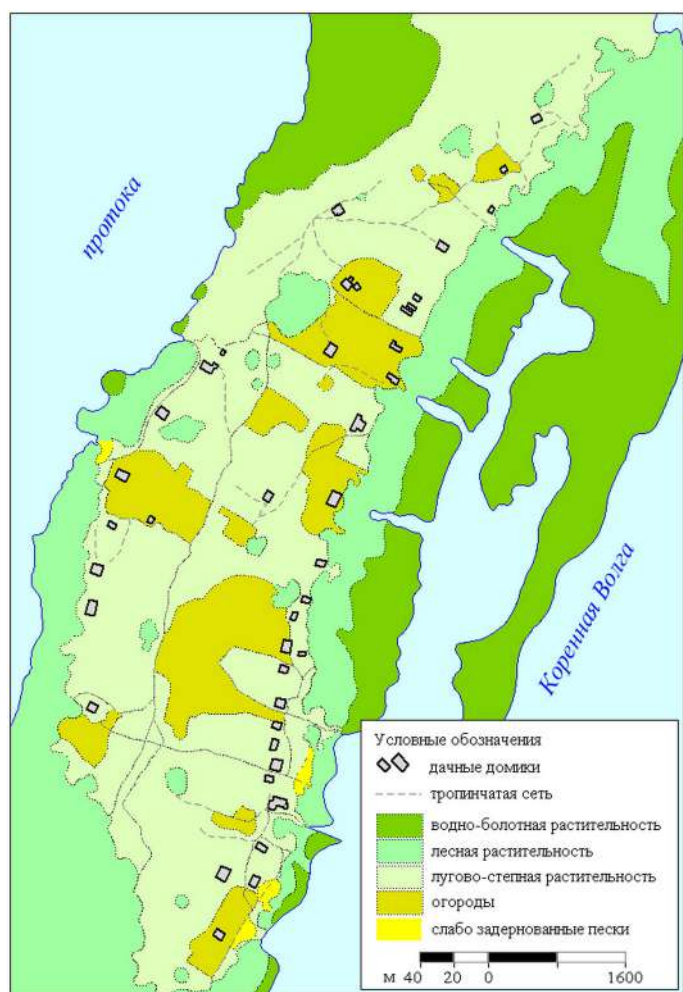 протока
Коренная Волга
Условные обозначения
дачные домики
тропинчатая сеть
водно-болотная растительность
лесная растительность
лугово-степная растительность
огороды
слабо задернованные пески
м 40 20 0 1600